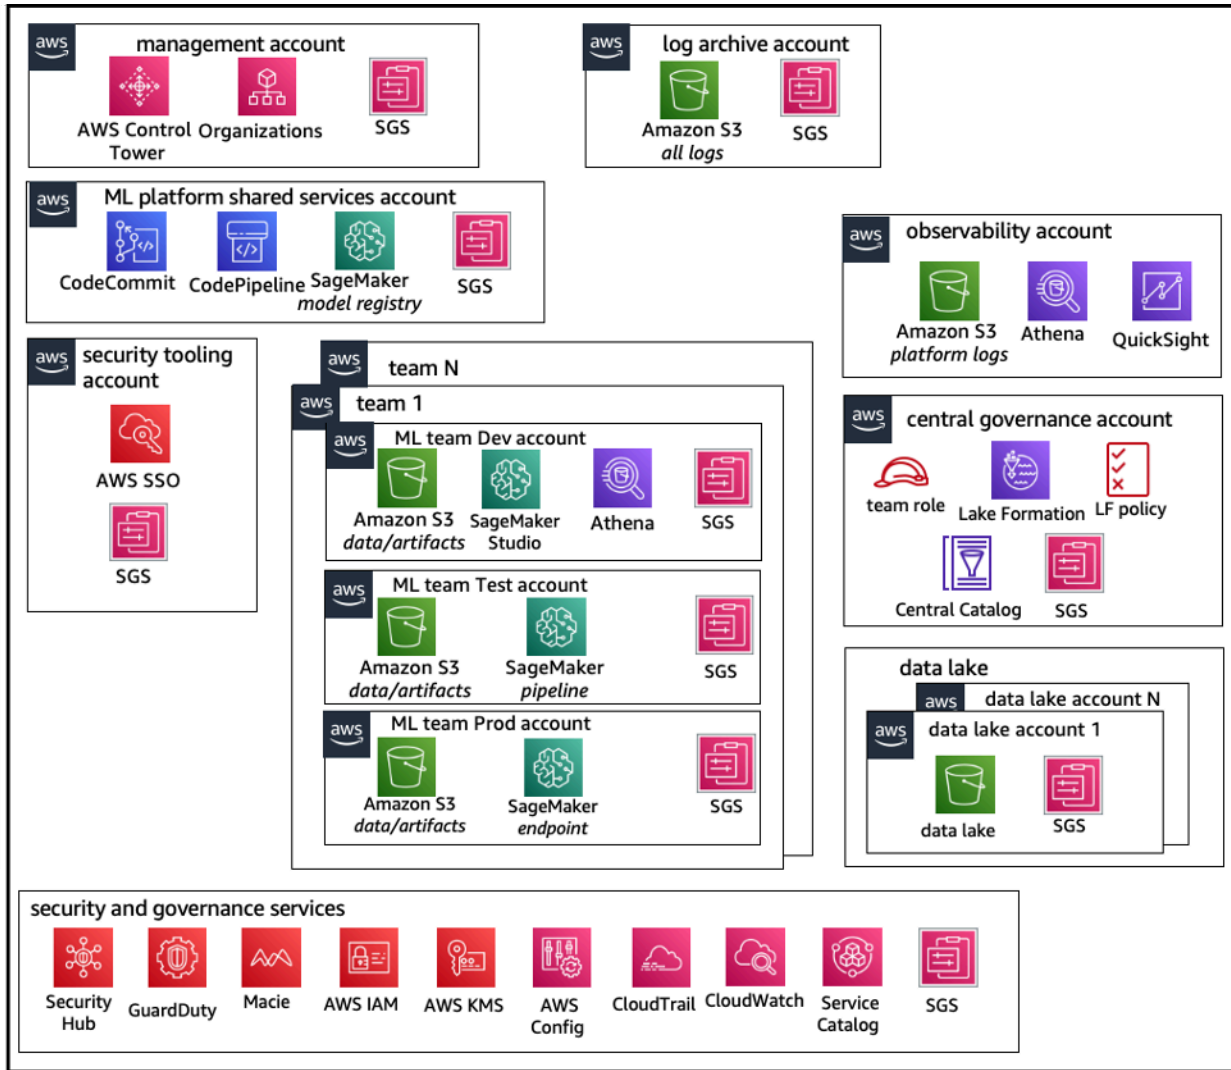 aws
management account
AWS Control
Tower
Organizations
SGS
aws
log archive account
Amazon S3
all logs
SGS
aws
ML platform shared services account
CodeCommit
CodePipeline
SageMaker
model registry
SGS
aws
observability account
Amazon S3
platform logs
Athena
QuickSight
aws
security tooling
account
AWS SSO
SGS
aws
team N
aws
team 1
aws
ML team Dev account
Amazon S3
data/artifacts
SageMaker
Studio
Athena
SGS
aws
ML team Test account
Amazon S3
data/artifacts
SageMaker
pipeline
SGS
aws
ML team Prod account
Amazon S3
data/artifacts
SageMaker
endpoint
SGS
aws
central governance account
team role
Lake Formation
LF policy
Central Catalog
SGS
data lake
aws
data lake account N
aws
data lake account 1
data lake
SGS
security and governance services
Security
Hub
GuardDuty
Macie
AWS IAM
AWS KMS
AWS
Config
CloudTrail
CloudWatch
Service
Catalog
SGS